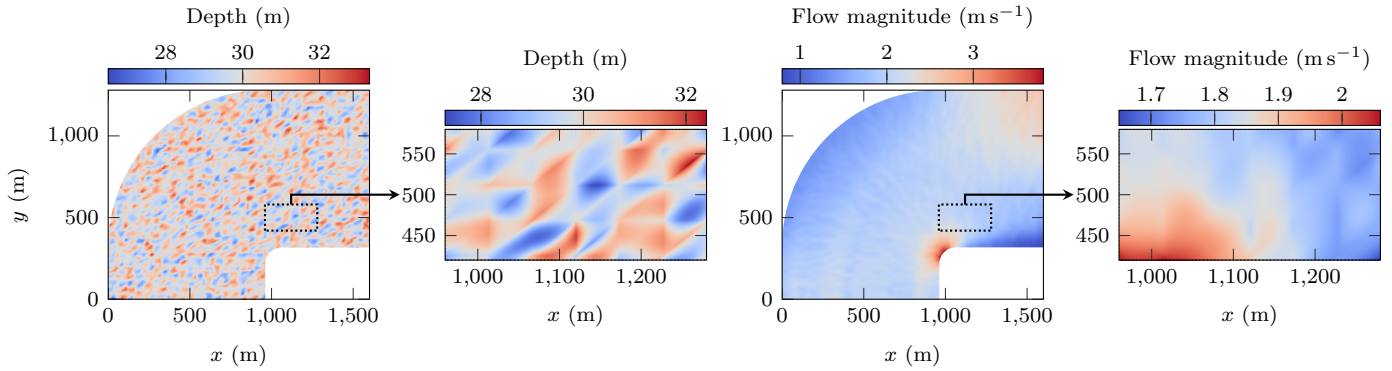 Depth (m)
28 30 32
y (m)
1,000
500
0
0 500 1,000 1,500
x (m)
Depth (m)
28 30 32
550
500
450
1,000 1,100 1,200
x (m)
Flow magnitude (m s⁻¹)
1 2 3
1,000
500
0
0 500 1,000 1,500
x (m)
Flow magnitude (m s⁻¹)
1.7 1.8 1.9 2
550
500
450
1,000 1,100 1,200
x (m)